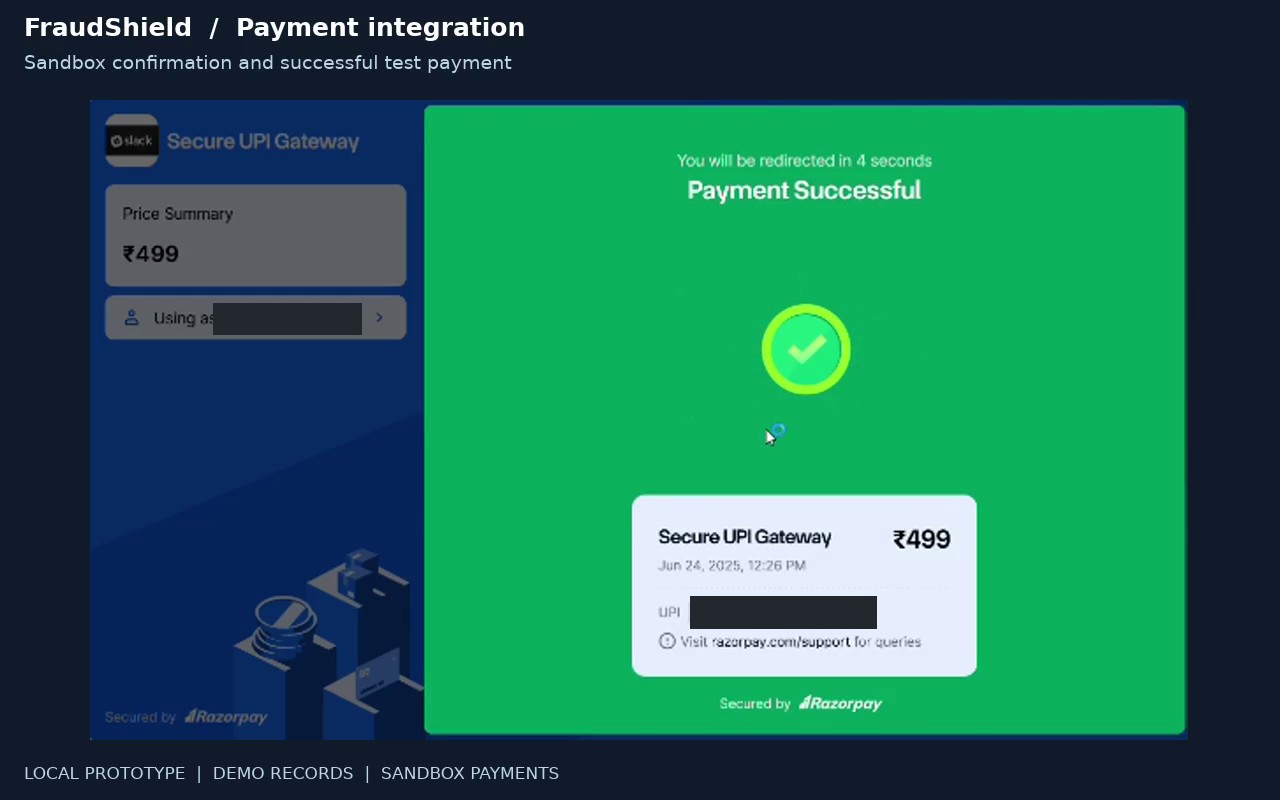 FraudShield / Payment integration
Sandbox confirmation and successful test payment
slack
Secure UPI Gateway
Price Summary
₹499
Using as
Secured by Razorpay
You will be redirected in 4 seconds
Payment Successful
Secure UPI Gateway ₹499
Jun 24, 2025, 12:26 PM
UPI
Visit razorpay.com/support for queries
Secured by Razorpay
LOCAL PROTOTYPE | DEMO RECORDS | SANDBOX PAYMENTS